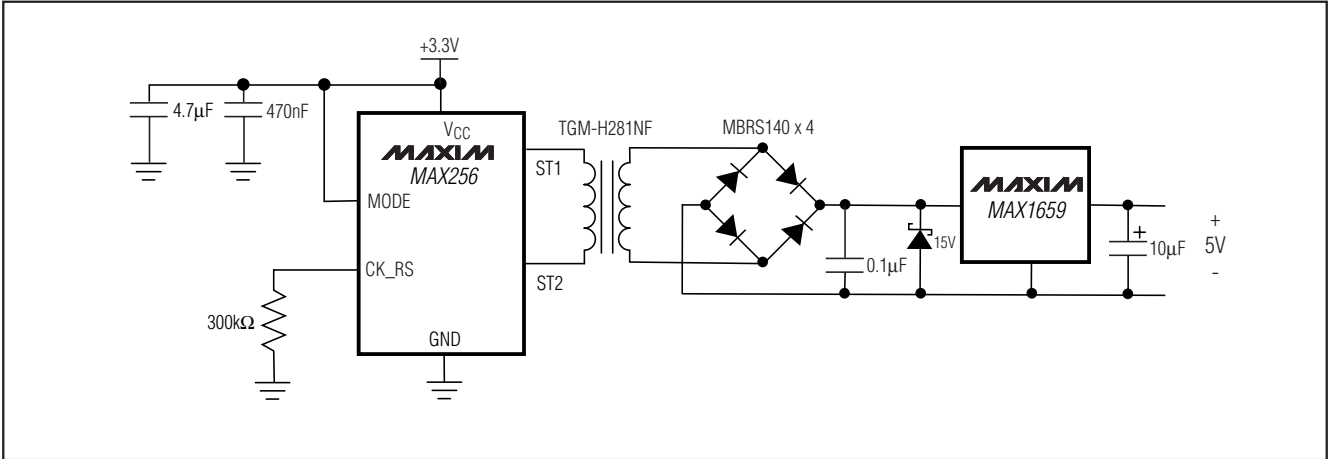 +3.3V
4.7μF
470nF
VCC
MAXIM
MAX256
MODE
CK_RS
GND
300kΩ
ST1
ST2
TGM-H281NF
MBRS140 x 4
0.1μF
15V
MAXIM
MAX1659
+
10μF
+
5V
-